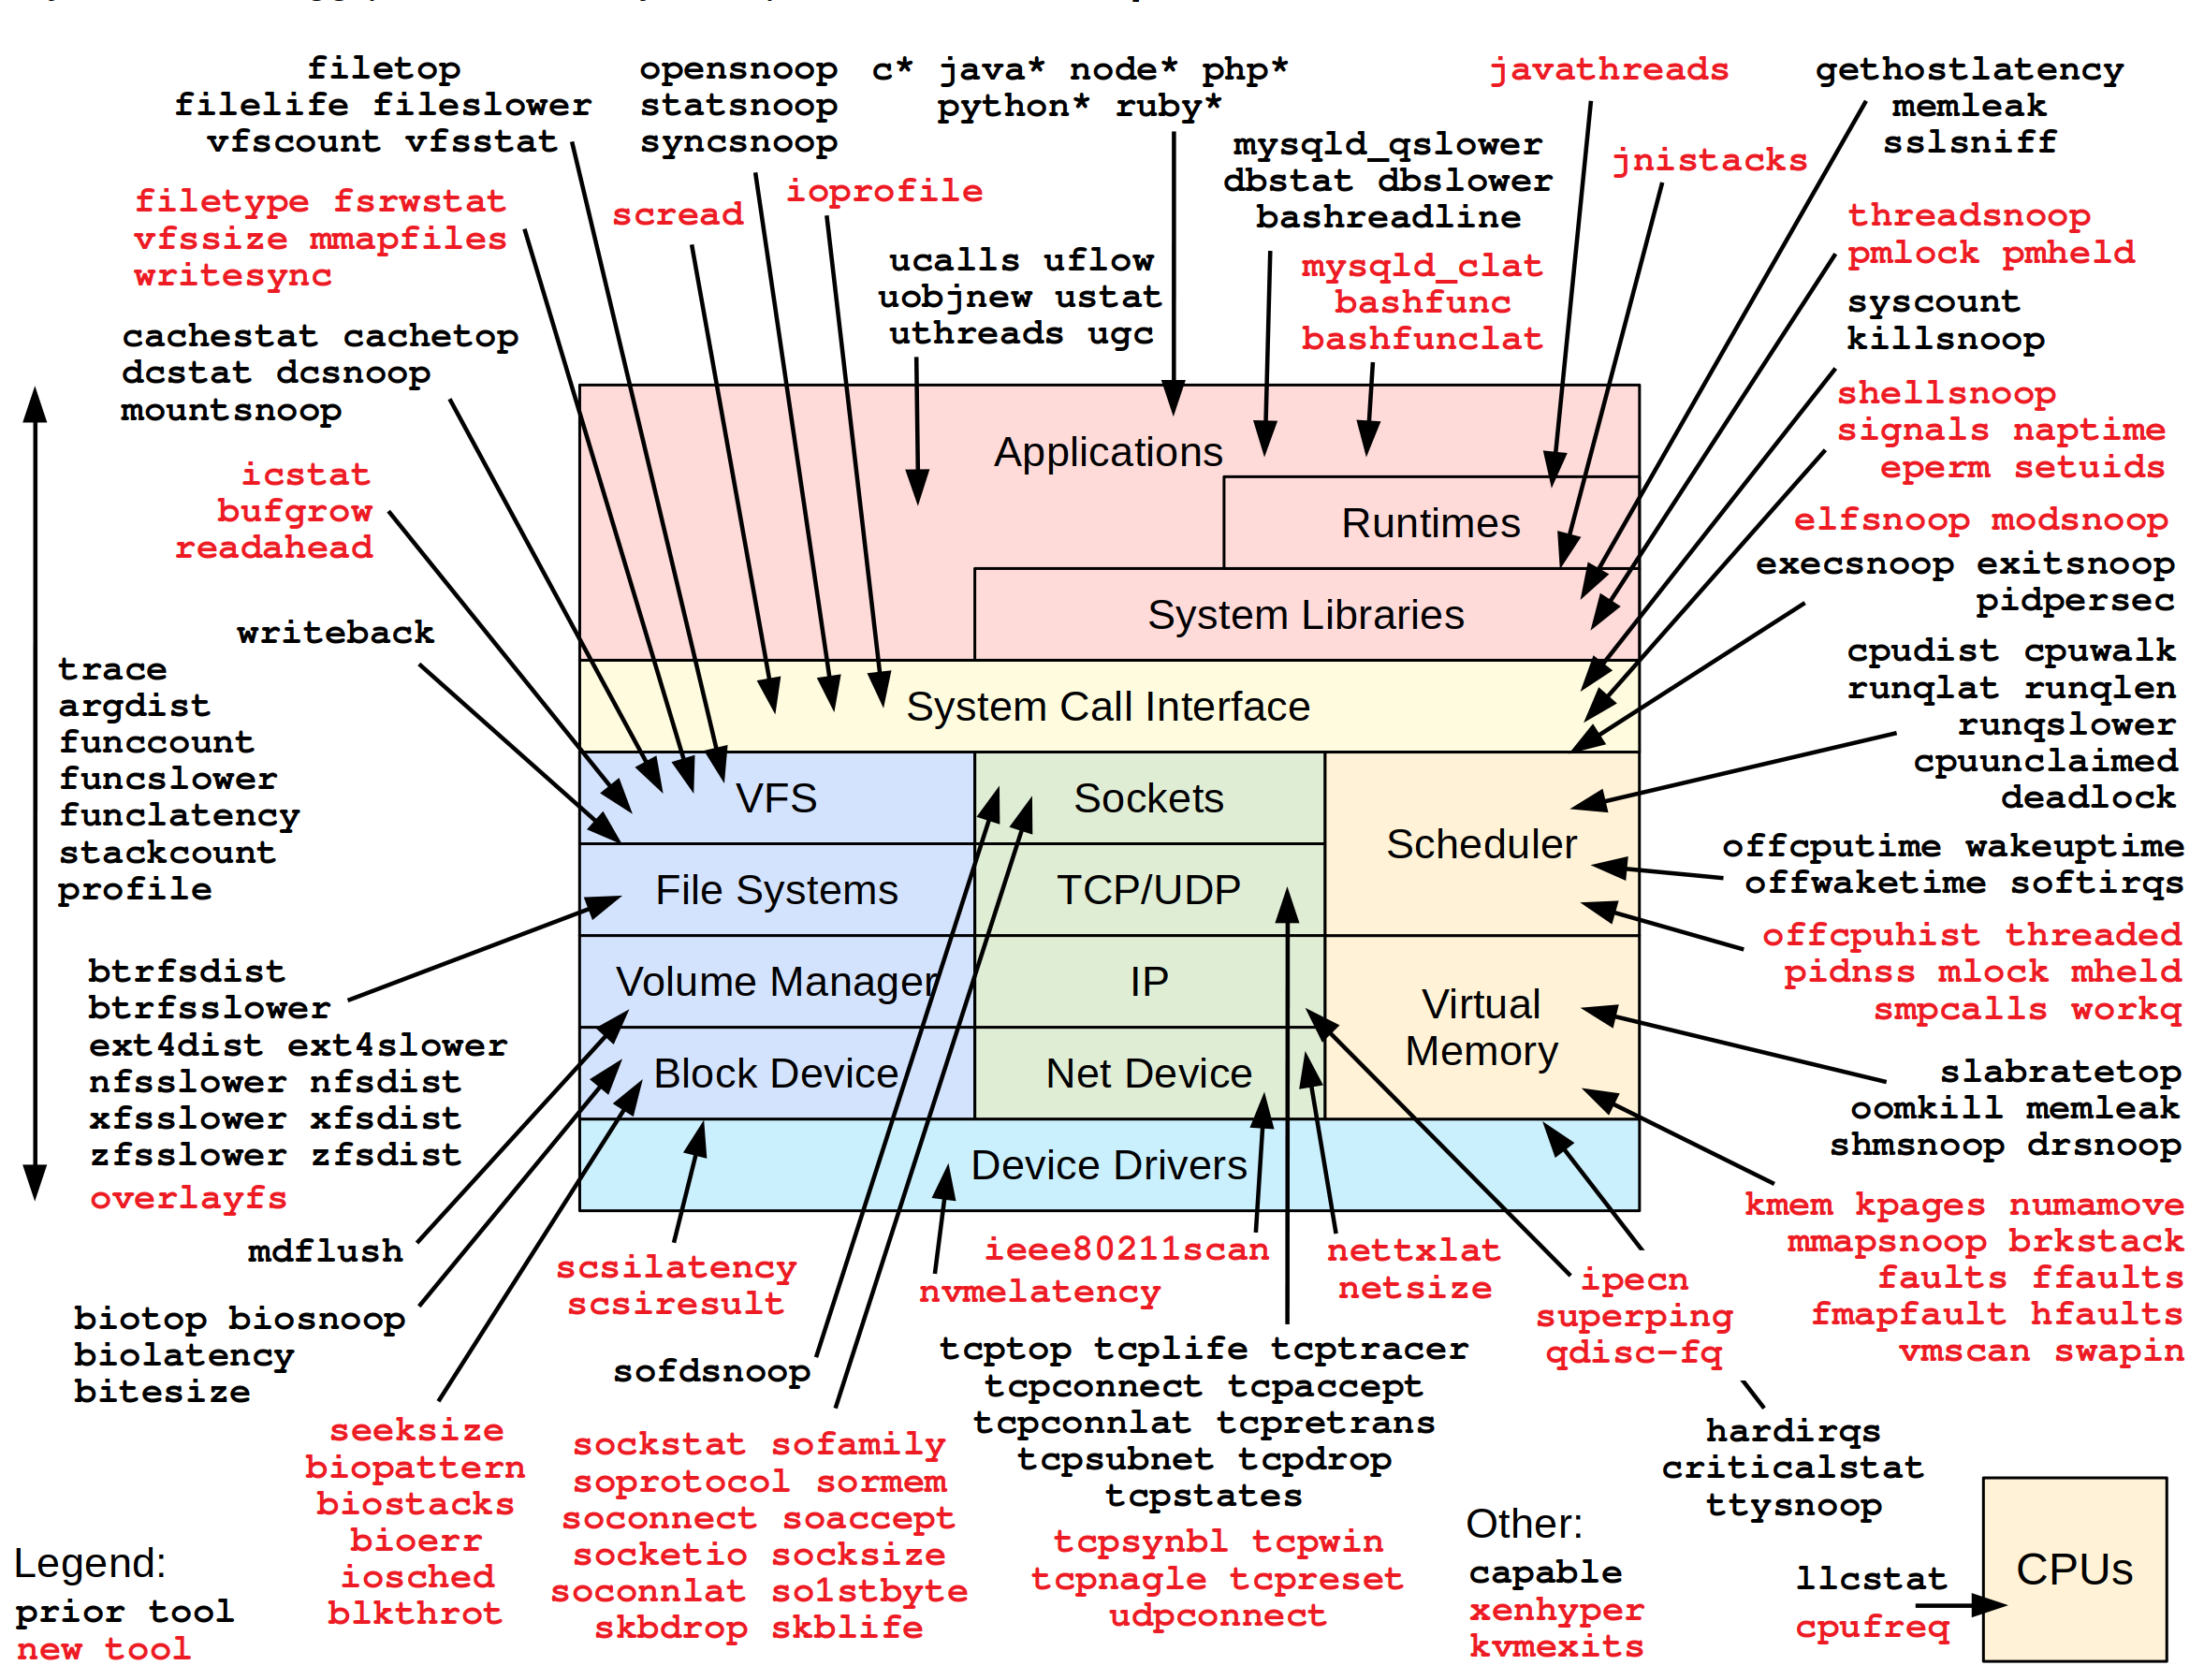 filetop
filelife fileslower
vfscount vfsstat
opensnoop
statsnoop
syncsnoop
c* java* node* php*
python* ruby*
javathreads
gethostlatency
memleak
sslsniff
mysqld_qslower
dbstat dbslower
bashreadline
jnistacks
filetype fsrwstat
vfssize mmapfiles
writesync
scread
ioprofile
threadsnoop
pmlock pmheld
ucalls uflow
uobjnew ustat
uthreads ugc
mysqld_clat
bashfunc
bashfunclat
syscount
killsnoop
cachestat cachetop
dcstat dcsnoop
mountsnoop
shellsnoop
signals naptime
eperm setuids
icstat
bufgrow
readahead
elfsnoop modsnoop
execsnoop exitsnoop
pidpersec
writeback
cpudist cpuwalk
runqlat runqlen
runqslower
cpuunclaimed
deadlock
trace
argdist
funccount
funcslower
funclatency
stackcount
profile
offcputime wakeuptime
offwaketime softirqs
offcpuhist threaded
pidnss mlock mheld
smpcalls workq
Applications
Runtimes
System Libraries
System Call Interface
VFS
Sockets
Scheduler
File Systems
TCP/UDP
Volume Manager
IP
Virtual
Memory
Block Device
Net Device
Device Drivers
btrfsdist
btrfsslower
ext4dist ext4slower
nfsslower nfsdist
xfsslower xfsdist
zfsslower zfsdist
overlayfs
slabratetop
oomkill memleak
shmsnoop drsnoop
kmem kpages numamove
mmapsnoop brkstack
faults ffaults
fmapfault hfaults
vmscan swapin
mdflush
scsilatency
scsiresult
ieee80211scan
nvmelatency
nettxlat
netsize
ipecn
superping
qdisc-fq
biotop biosnoop
biolatency
bitesize
sofdsnoop
tcptop tcplife tcptracer
tcpconnect tcpaccept
tcpconnlat tcpretrans
tcpsubnet tcpdrop
tcpstates
hardirqs
criticalstat
ttysnoop
seeksize
biopattern
biostacks
bioerr
iosched
blkthrot
sockstat sofamily
soprotocol sormem
soconnect soaccept
socketio socksize
soconnlat so1stbyte
skbdrop skblife
tcpsynbl tcpwin
tcpnagle tcpreset
udpconnect
Other:
capable
xenhyper
kvmexits
llcstat
cpufreq
CPUs
Legend:
prior tool
new tool